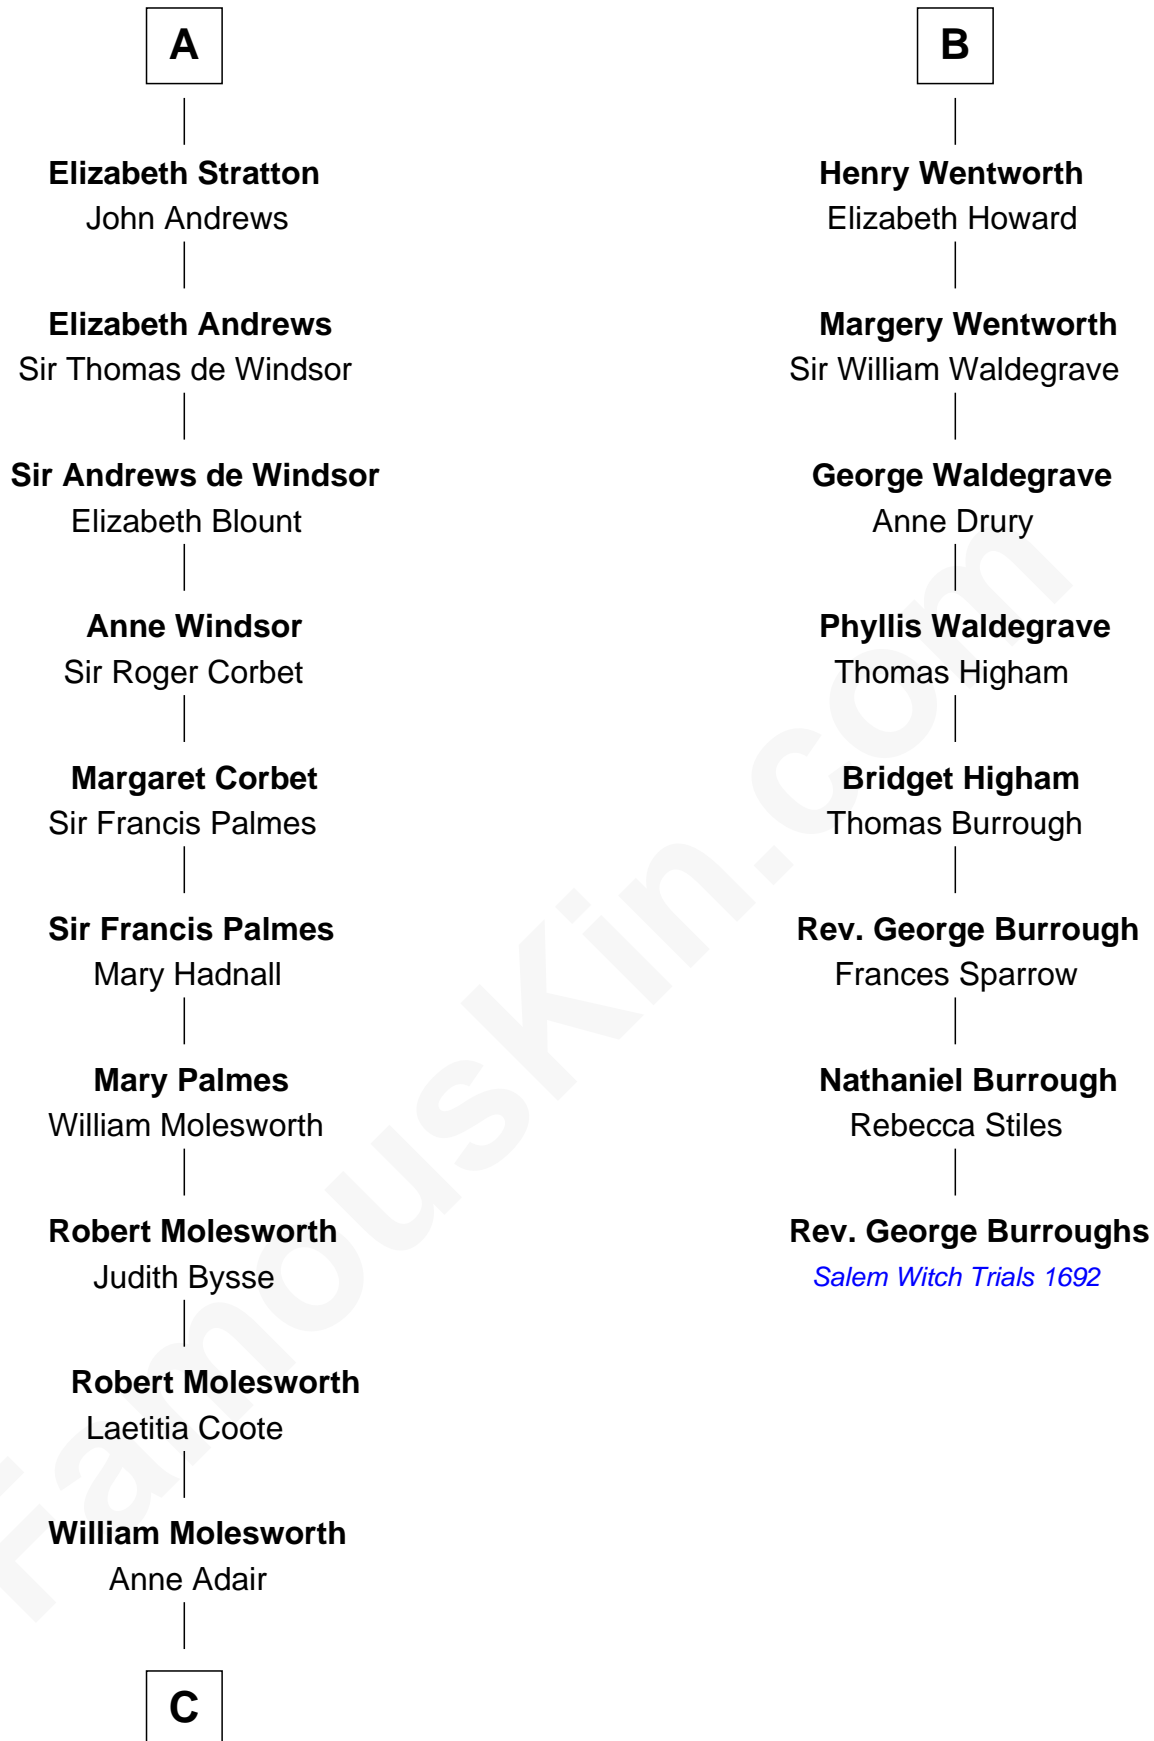 A
Elizabeth Stratton
John Andrews
Elizabeth Andrews
Sir Thomas de Windsor
Sir Andrews de Windsor
Elizabeth Blount
Anne Windsor
Sir Roger Corbet
Margaret Corbet
Sir Francis Palmes
Sir Francis Palmes
Mary Hadnall
Mary Palmes
William Molesworth
Robert Molesworth
Judith Bysse
Robert Molesworth
Laetitia Coote
William Molesworth
Anne Adair
C
B
Henry Wentworth
Elizabeth Howard
Margery Wentworth
Sir William Waldegrave
George Waldegrave
Anne Drury
Phyllis Waldegrave
Thomas Higham
Bridget Higham
Thomas Burrough
Rev. George Burrough
Frances Sparrow
Nathaniel Burrough
Rebecca Stiles
Rev. George Burroughs
Salem Witch Trials 1692
FamousKin.com